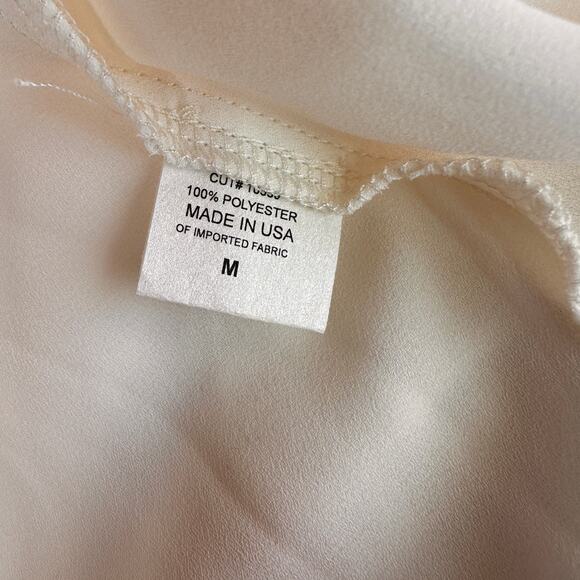 CUT#
100% POLYESTER
MADE IN USA
OF IMPORTED FABRIC
M